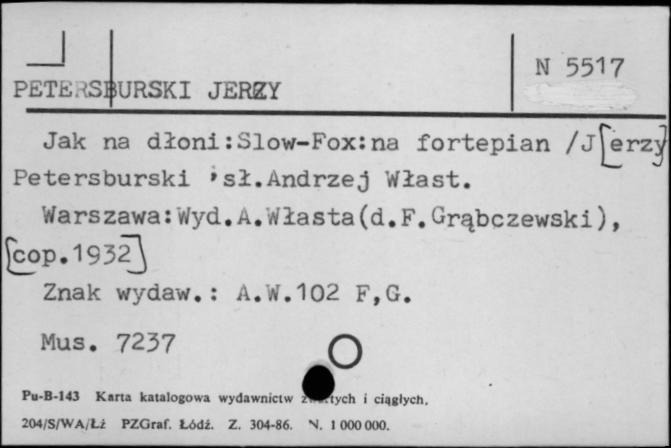 N 5517
PETERSBURSKI JERZY
Jak na dłoni:Slow-Fox:na fortepian /J[erzy
Petersburski ,sł.Andrzej Włast.
Warszawa:Wyd.A.Własta(d.F.Grąbczewski),
[cop.1932]
Znak wydaw.: A.W.102 F,G.
Mus. 7237
Pu-B-143 Karta katalogowa wydawnictw zwartych i ciągłych.
204/S/WA/Łż PZGraf. Łódź. Z. 304-86. N. 1 000 000.